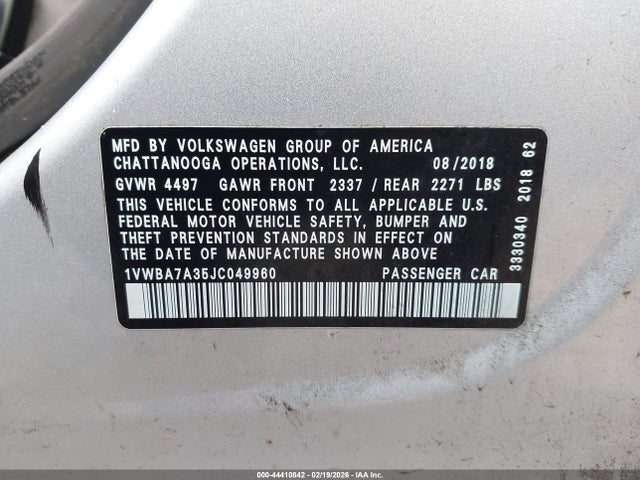 MFD BY VOLKSWAGEN GROUP OF AMERICA
CHATTANOOGA OPERATIONS, LLC. 08/2018
GVWR 4497 GAWR FRONT 2337 / REAR 2271 LBS
THIS VEHICLE CONFORMS TO ALL APPLICABLE U.S.
FEDERAL MOTOR VEHICLE SAFETY, BUMPER AND
THEFT PREVENTION STANDARDS IN EFFECT ON
THE DATE OF MANUFACTURE SHOWN ABOVE
1VWBA7A35JC049960 PASSENGER CAR
3330340 2018 62
000-44410842 - 02/19/2026 - IAAI Inc.